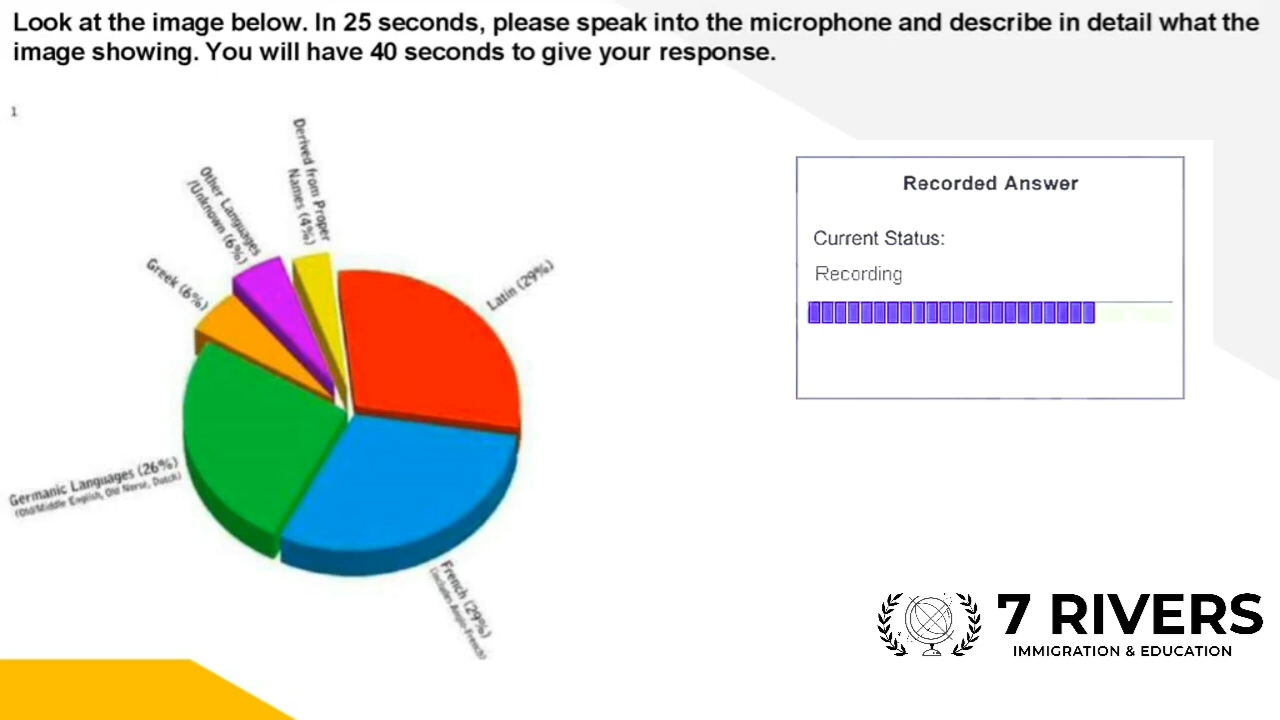 Look at the image below. In 25 seconds, please speak into the microphone and describe in detail what the
image showing. You will have 40 seconds to give your response.
1
Derived from Proper
Names (4%)
Other Languages
/Unknown (6%)
Greek (6%)
Latin (29%)
Germanic Languages (26%)
(Old/Middle English, Old Norse, Dutch)
French (29%)
(includes Anglo-French)
Recorded Answer
Current Status:
Recording
7 RIVERS
IMMIGRATION & EDUCATION